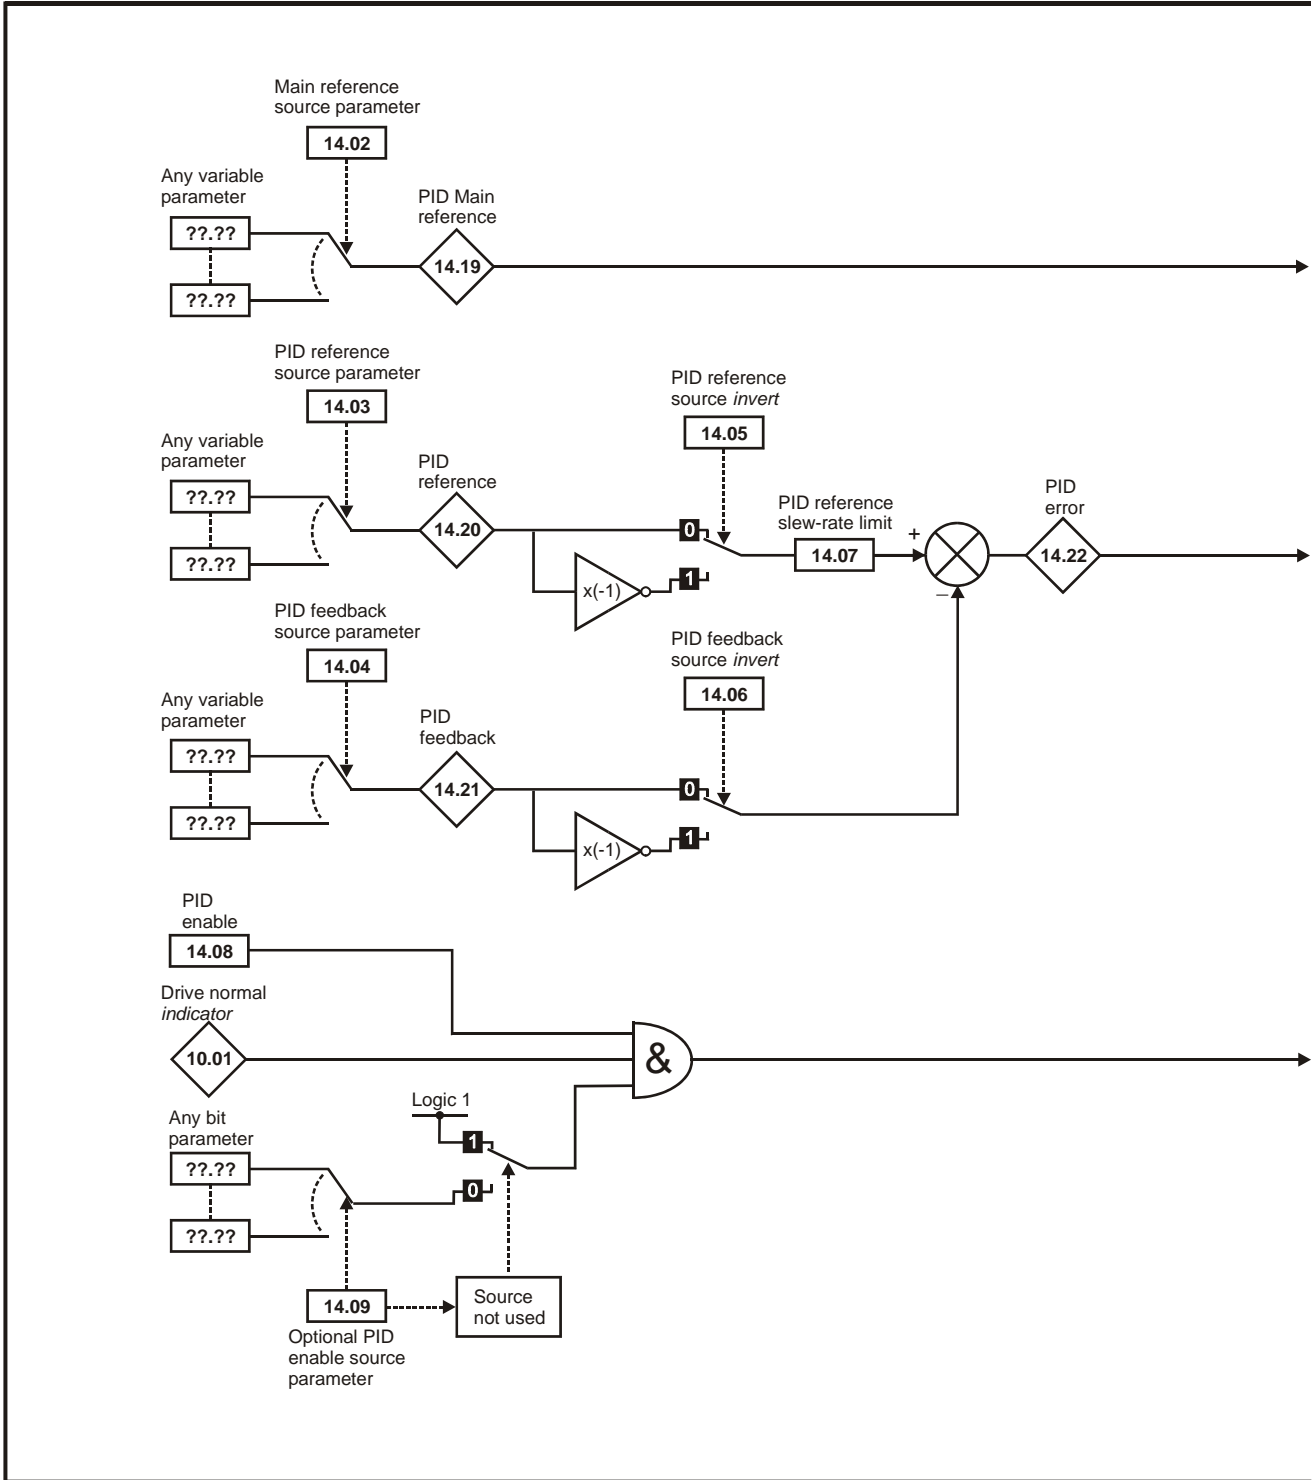 Main reference
source parameter
14.02
Any variable
parameter
??.??
??.??
PID Main
reference
14.19
PID reference
source parameter
14.03
Any variable
parameter
??.??
??.??
PID
reference
14.20
x(-1)
PID reference
source invert
14.05
0
1
PID reference
slew-rate limit
14.07
+
–
PID
error
14.22
PID feedback
source parameter
14.04
Any variable
parameter
??.??
??.??
PID
feedback
14.21
x(-1)
PID feedback
source invert
14.06
0
1
PID
enable
14.08
Drive normal
indicator
10.01
&
Logic 1
1
0
Any bit
parameter
??.??
??.??
14.09
Optional PID
enable source
parameter
Source
not used